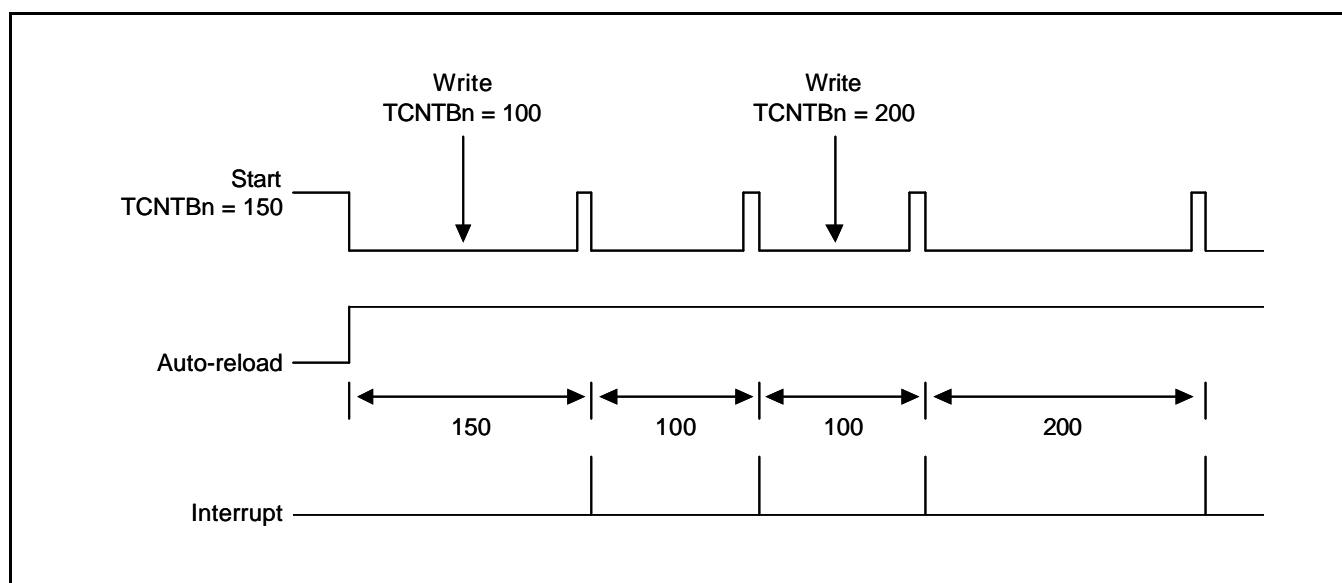 Write
TCNTBn = 100
Write
TCNTBn = 200
Start
TCNTBn = 150
Auto-reload
150
100
100
200
Interrupt